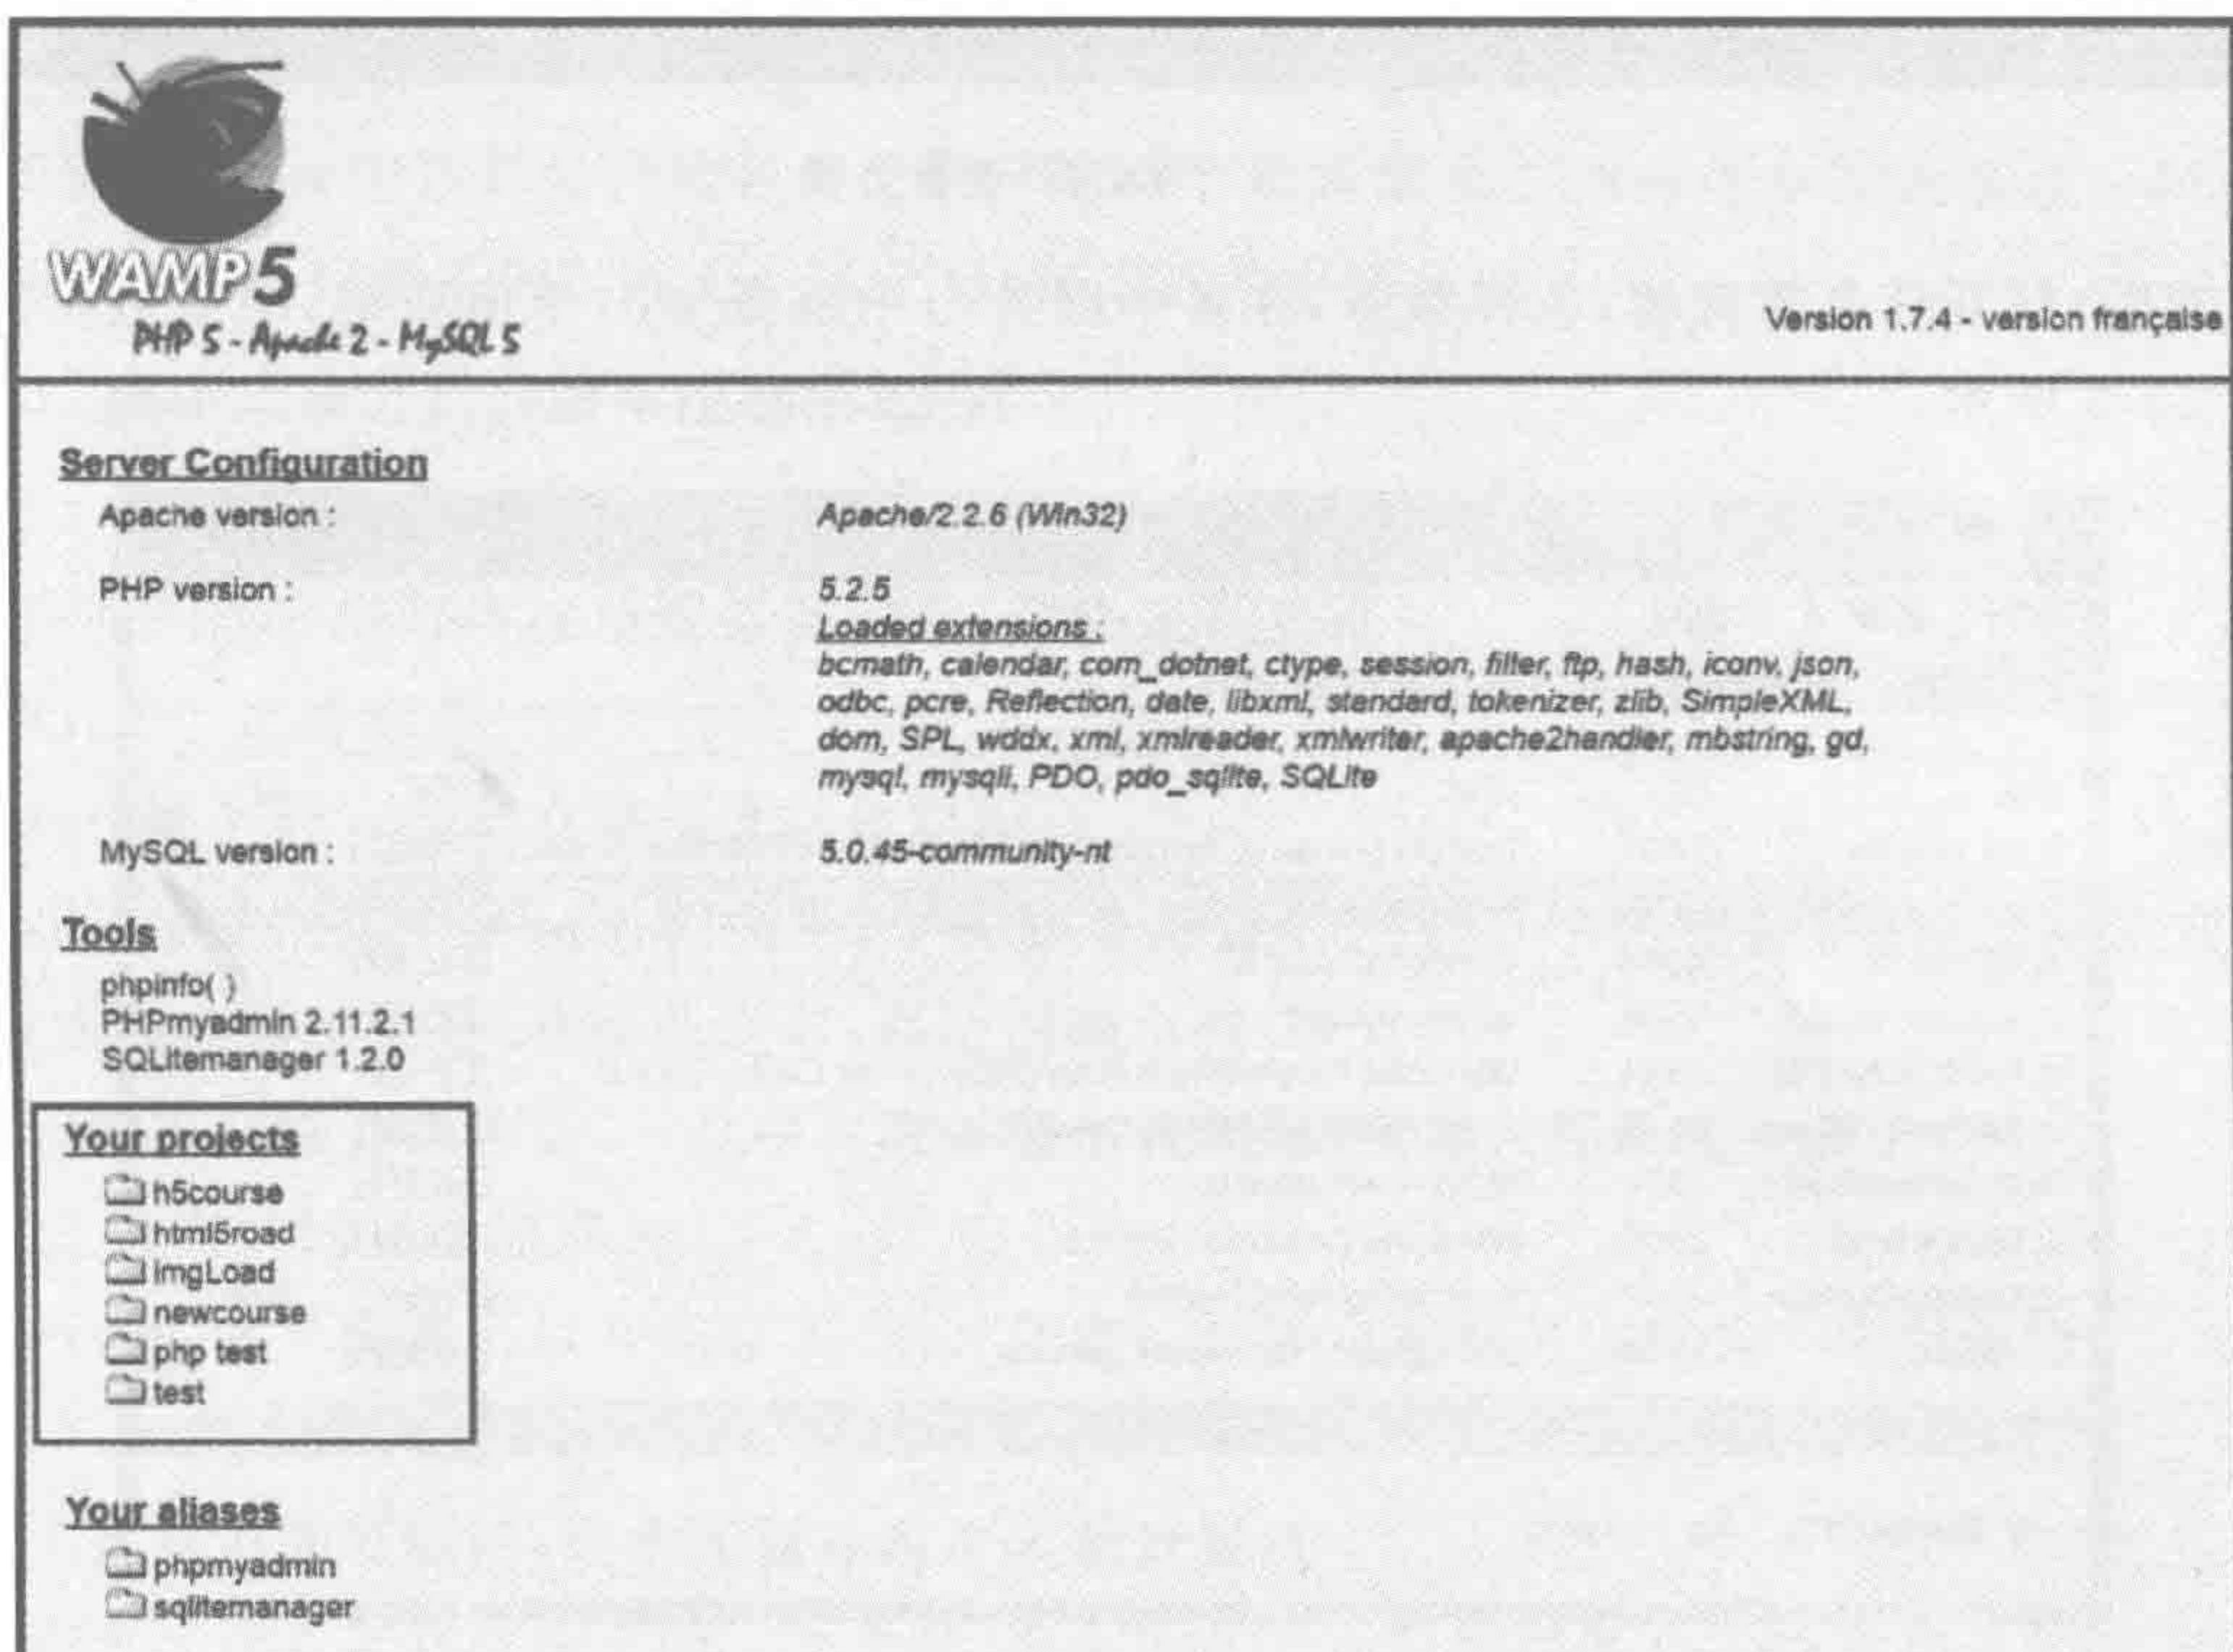 WAMP5
PHP 5 - Apache 2 - MySQL 5
Version 1.7.4 - version française
Server Configuration
Apache version :
Apache/2.2.6 (Win32)
PHP version :
5.2.5
Loaded extensions :
bcmath, calendar, com_dotnet, ctype, session, filter, ftp, hash, iconv, json,
odbc, pcre, Reflection, date, libxml, standard, tokenizer, zlib, SimpleXML,
dom, SPL, wddx, xml, xmlreader, xmlwriter, apache2handler, mbstring, gd,
mysql, mysqli, PDO, pdo_sqlite, SQLite
MySQL version :
5.0.45-community-nt
Tools
phpinfo( )
PHPmyadmin 2.11.2.1
SQLitemanager 1.2.0
Your projects
h5course
html5road
imgLoad
newcourse
php test
test
Your aliases
phpmyadmin
sqlitemanager